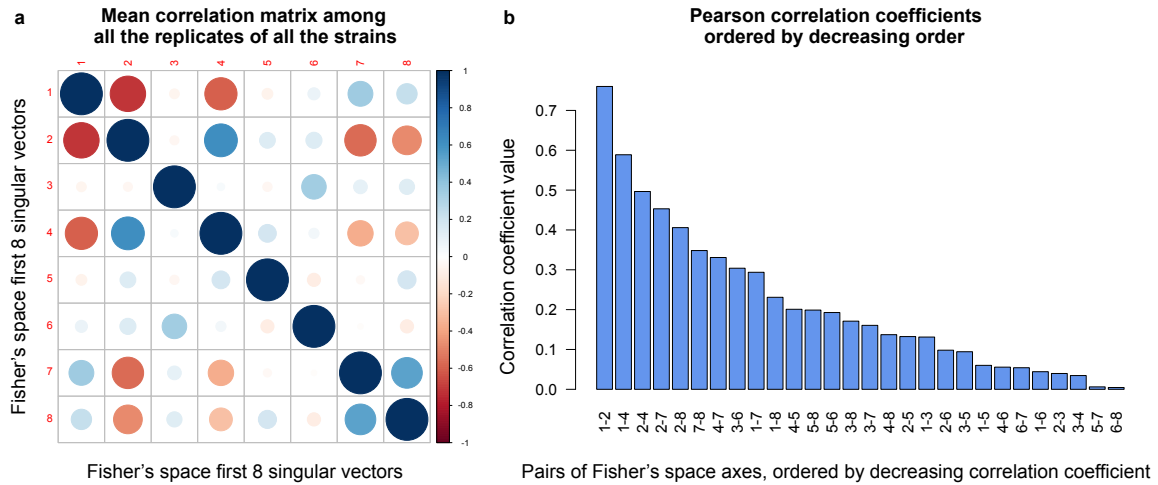 a
Mean correlation matrix among
all the replicates of all the strains
1 2 3 4 5 6 7 8
1
2
3
4
5
6
7
8
Fisher's space first 8 singular vectors
1
0.8
0.6
0.4
0.2
0
-0.2
-0.4
-0.6
-0.8
-1
Fisher's space first 8 singular vectors
b
Pearson correlation coefficients
ordered by decreasing order
Correlation coefficient value
0.7
0.6
0.5
0.4
0.3
0.2
0.1
0.0
1-2 1-4 2-4 2-7 2-8 7-8 4-7 3-6 1-7 1-8 4-5 5-8 5-6 3-8 3-7 4-8 2-5 1-3 2-6 3-5 1-5 4-6 6-7 1-6 2-3 3-4 5-7 6-8
Pairs of Fisher's space axes, ordered by decreasing correlation coefficient